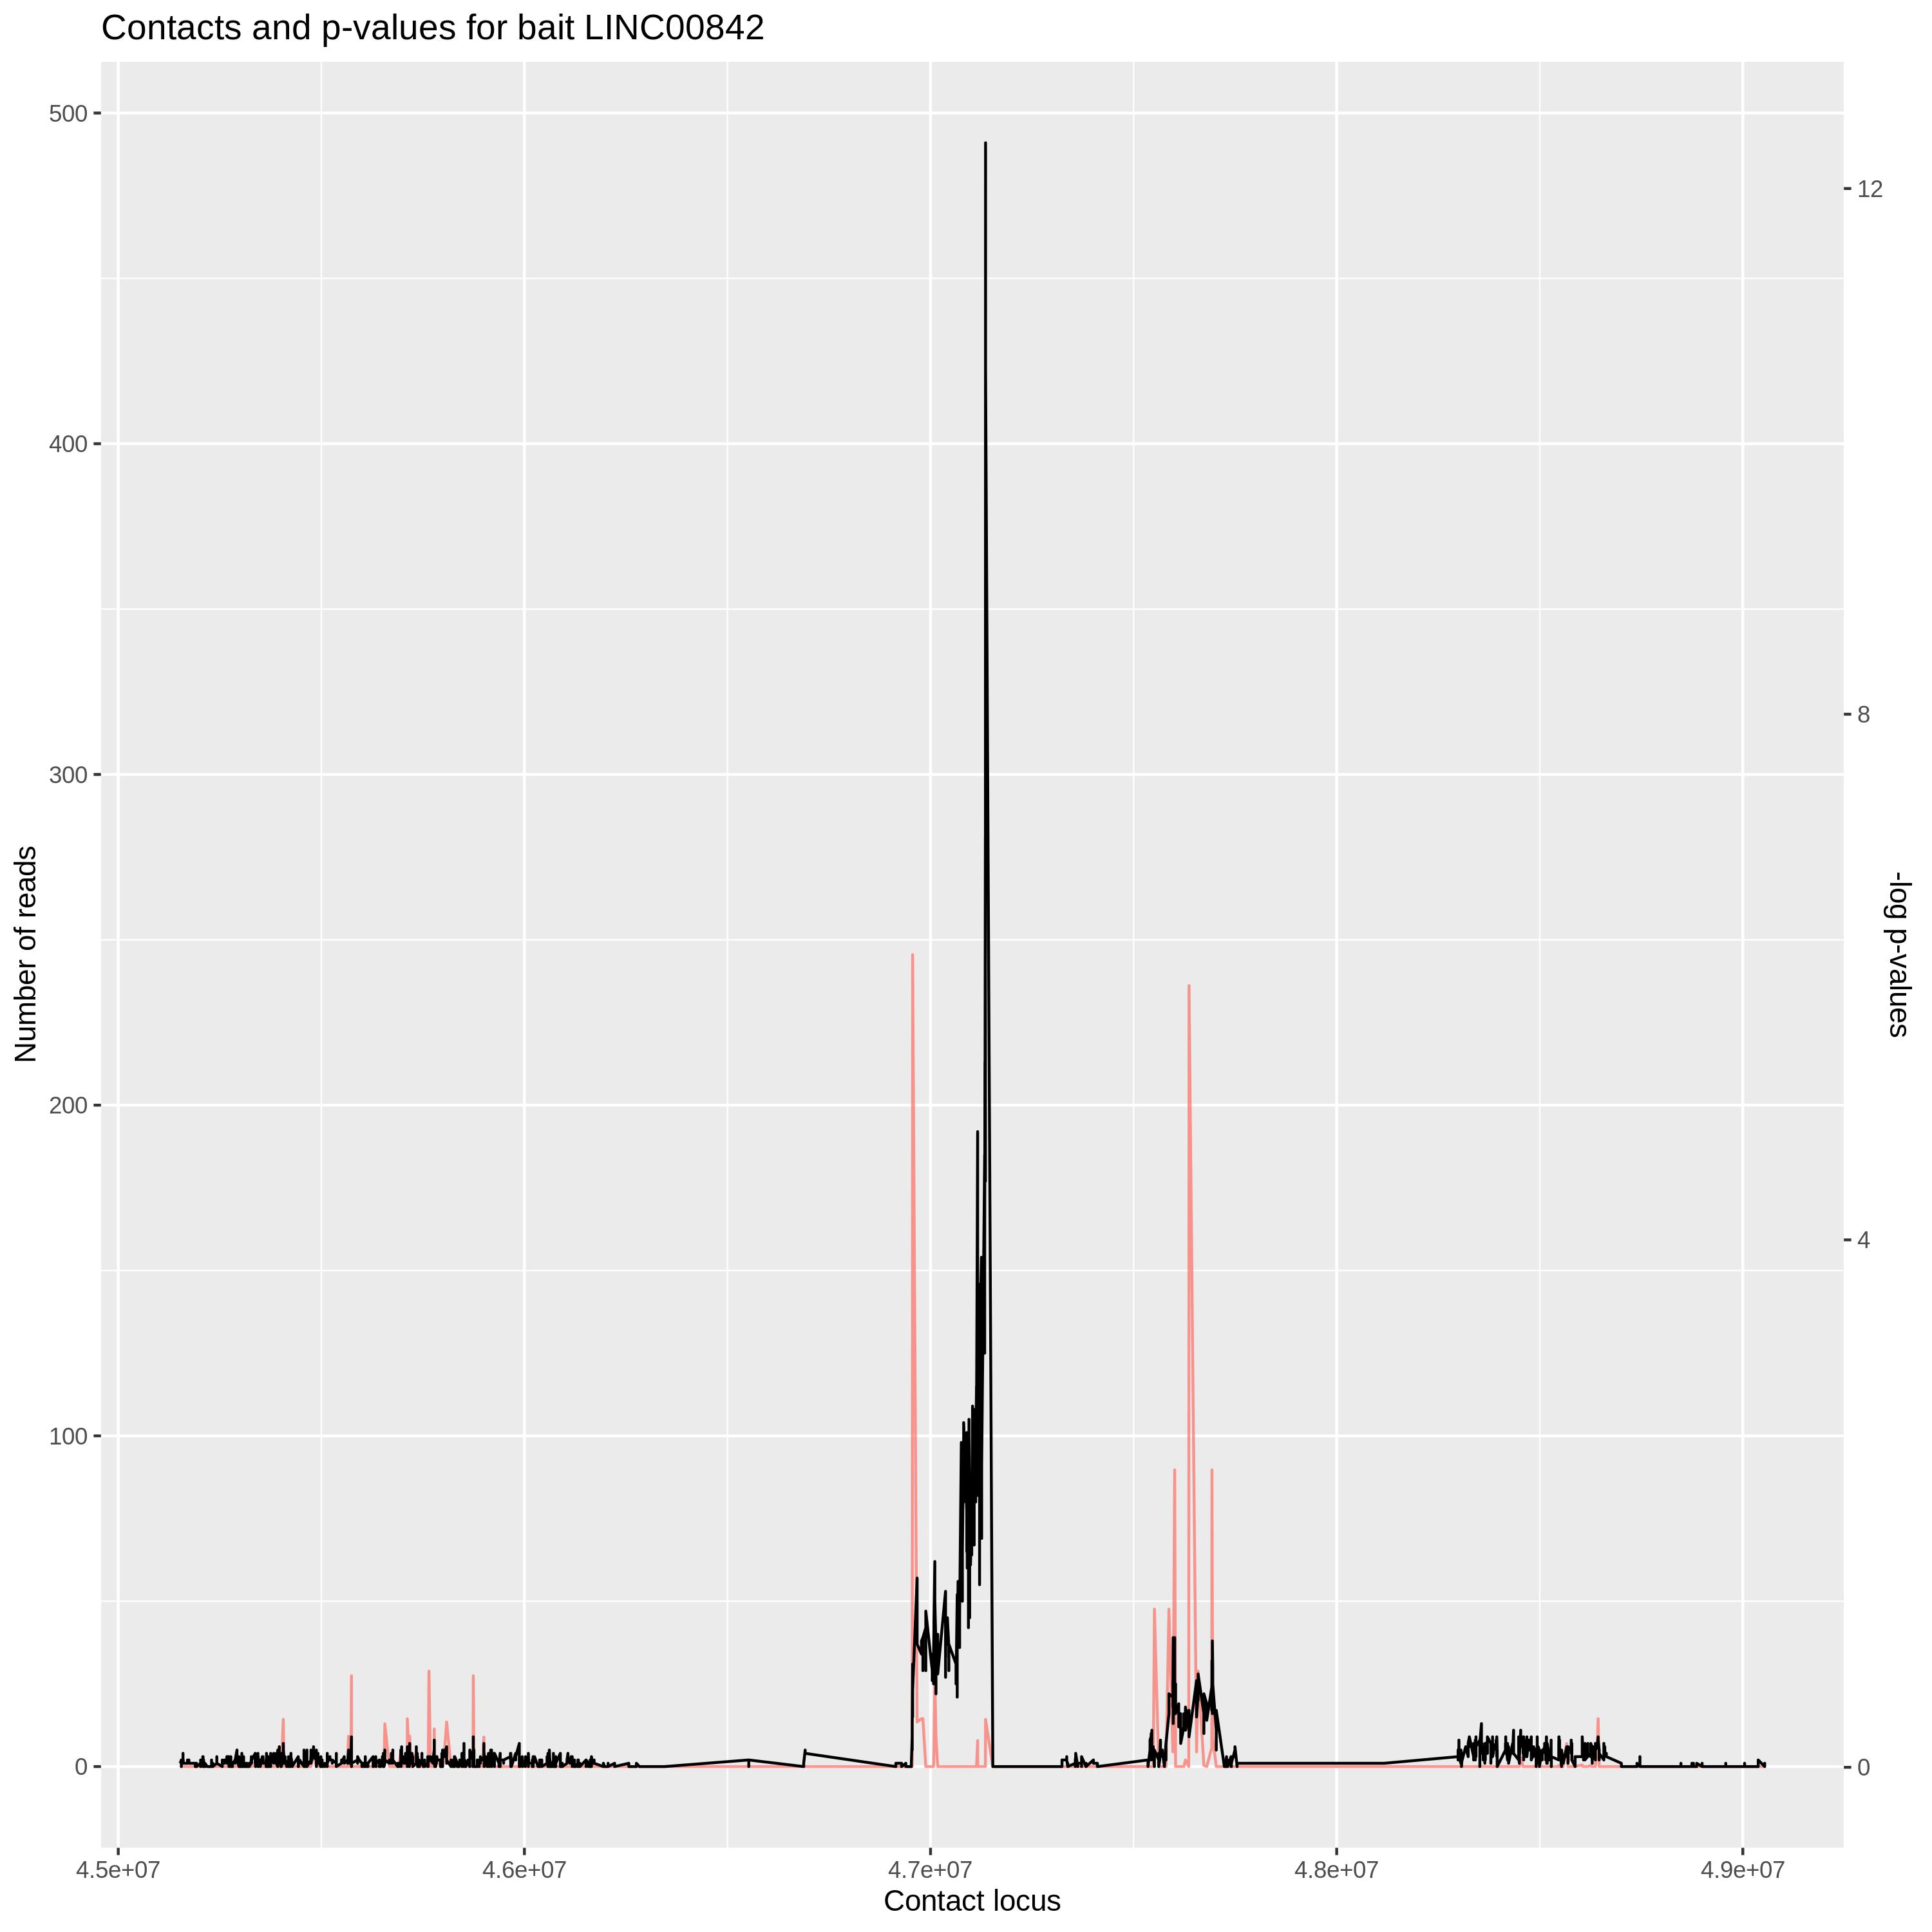 Contacts and p-values for bait LINC00842
500
400
300
200
100
0
12
8
4
0
Number of reads
-log p-values
4.5e+07 4.6e+07 4.7e+07 4.8e+07 4.9e+07
Contact locus